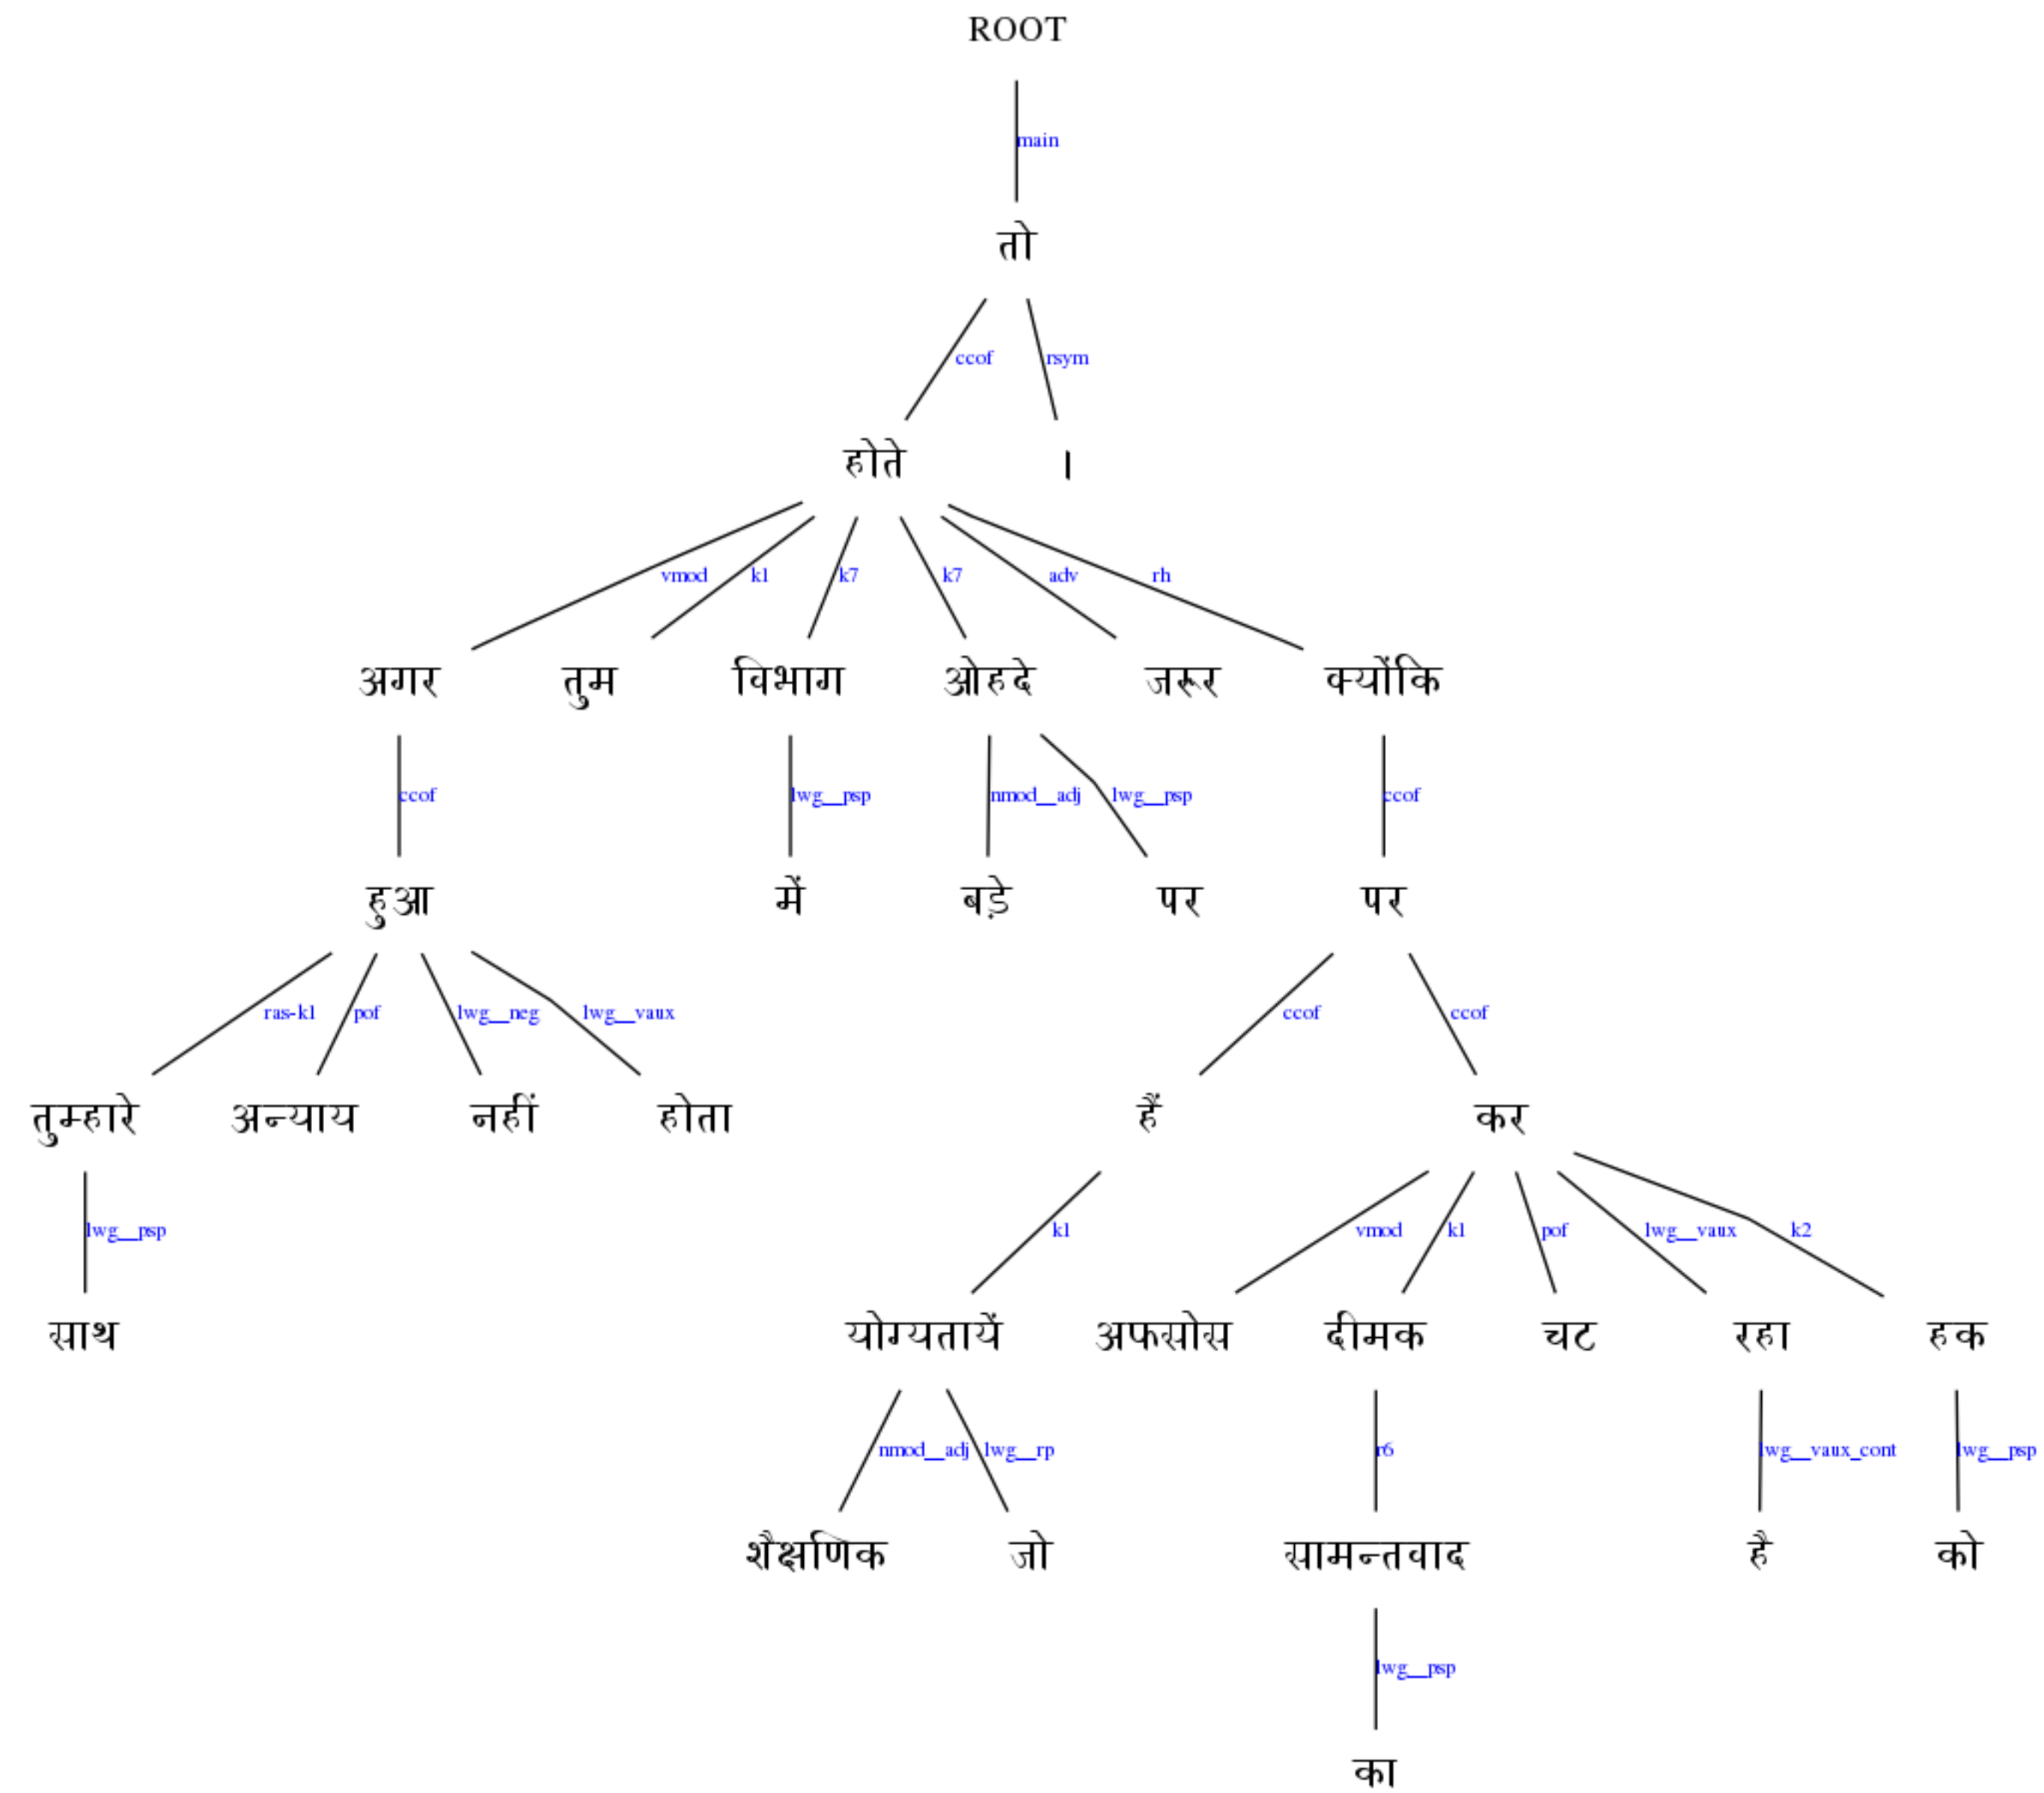 ROOT
main
तो
ccof rsym
होते ।
vmod k1 k7 k7 adv rh
अगर तुम विभाग ओहदे जरूर क्योंकि
ccof lwg__psp nmod__adj lwg__psp ccof
हुआ में बड़े पर पर
ras-k1 pof lwg__neg lwg__vaux ccof ccof
तुम्हारे अन्याय नहीं होता हैं कर
lwg__psp k1 vmod k1 pof lwg__vaux k2
साथ योग्यतायें अफसोस दीमक चट रहा हक
nmod__adj lwg__rp r6 lwg__vaux_cont lwg__psp
शैक्षणिक जो सामन्तवाद है को
lwg__psp
का